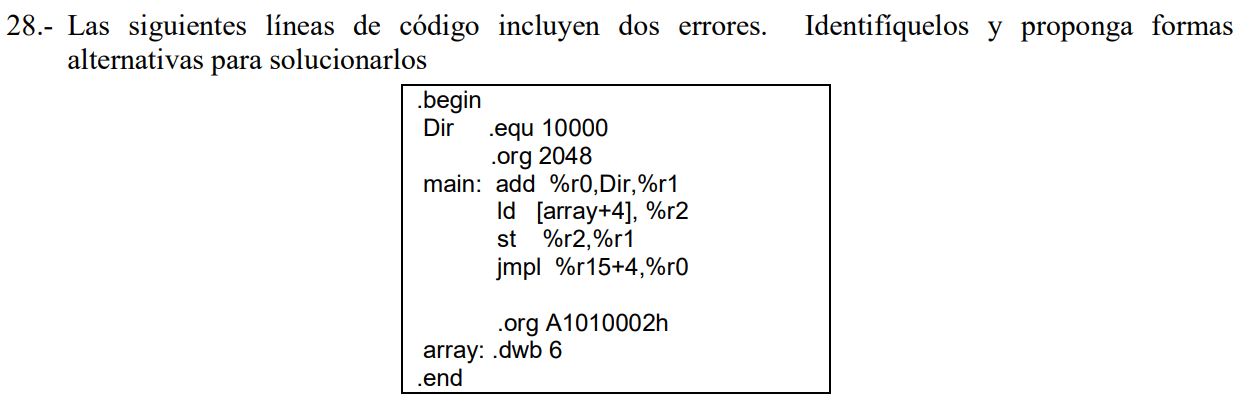 28.- Las siguientes líneas de código incluyen dos errores. Identifíquelos y proponga formas
alternativas para solucionarlos
.begin
Dir .equ 10000
.org 2048
main: add %r0,Dir,%r1
ld [array+4], %r2
st %r2,%r1
jmpl %r15+4,%r0
.org A1010002h
array: .dwb 6
.end